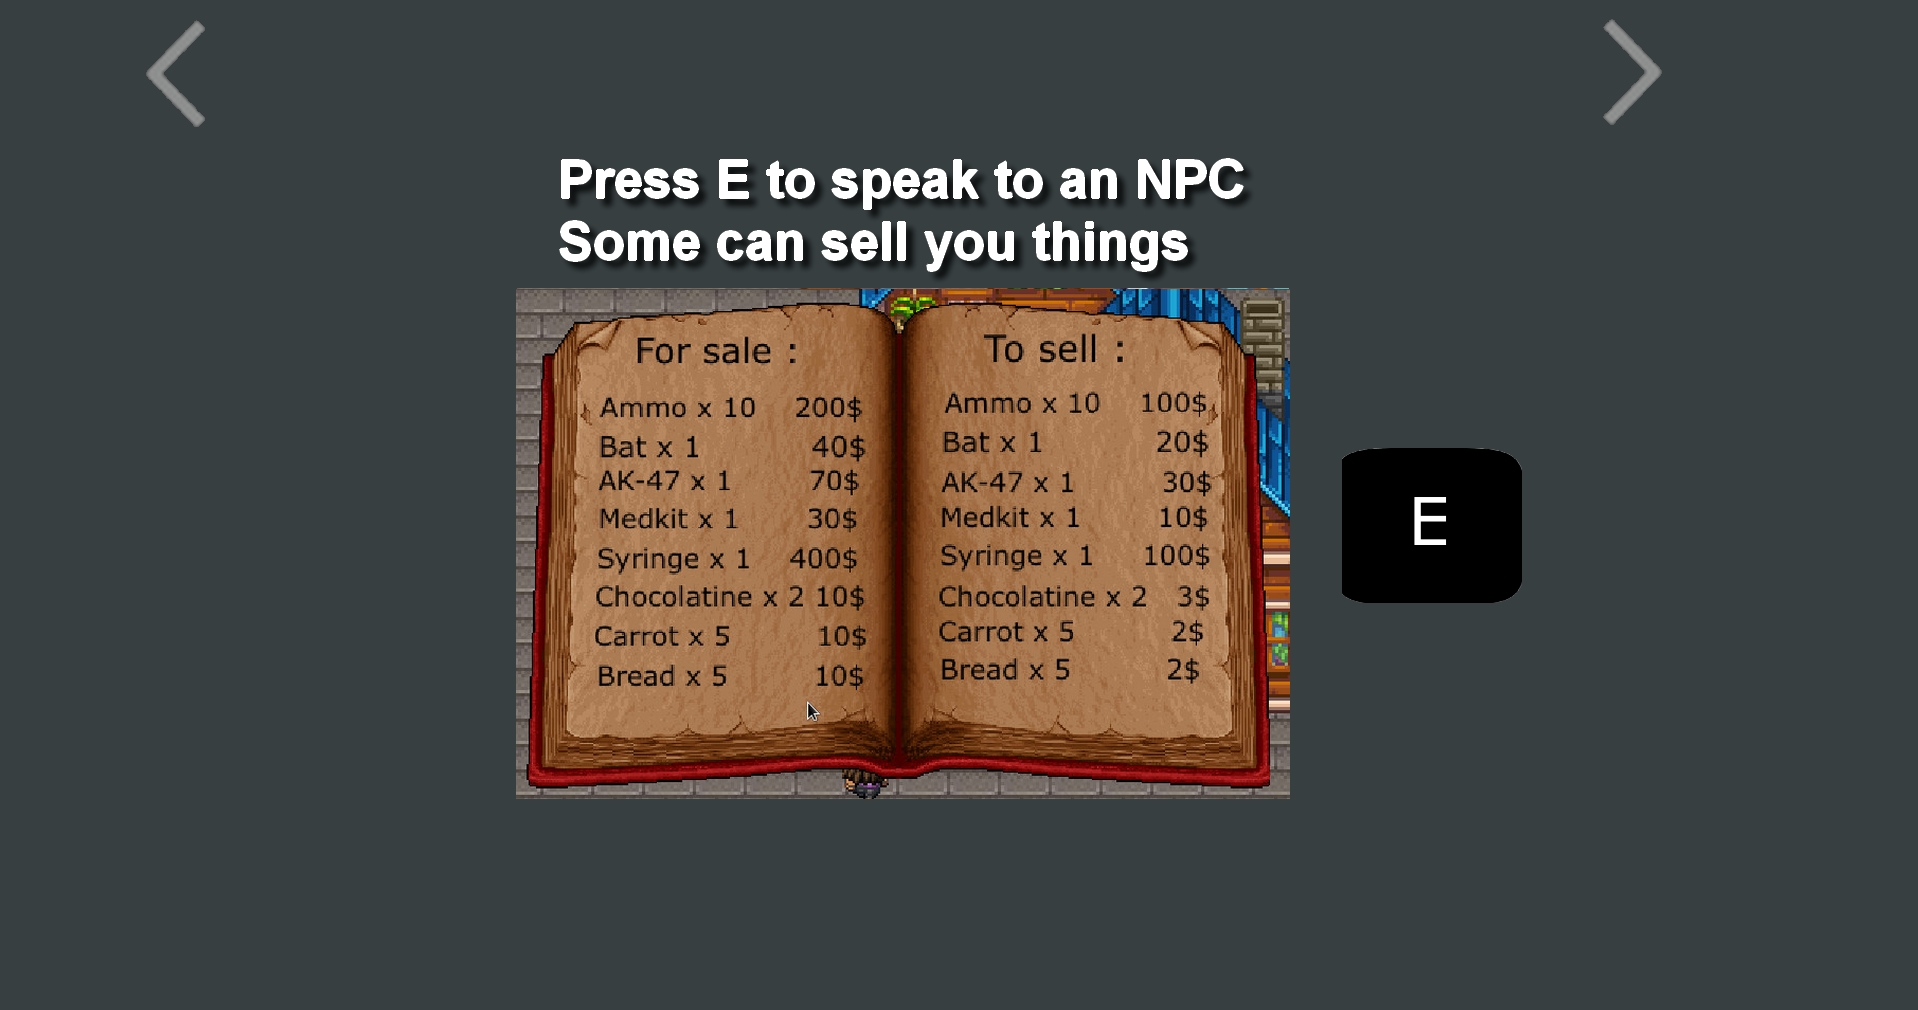 Press E to speak to an NPC
Some can sell you things
For sale :
Ammo x 10 200$
Bat x 1 40$
AK-47 x 1 70$
Medkit x 1 30$
Syringe x 1 400$
Chocolatine x 2 10$
Carrot x 5 10$
Bread x 5 10$
To sell :
Ammo x 10 100$
Bat x 1 20$
AK-47 x 1 30$
Medkit x 1 10$
Syringe x 1 100$
Chocolatine x 2 3$
Carrot x 5 2$
Bread x 5 2$
E